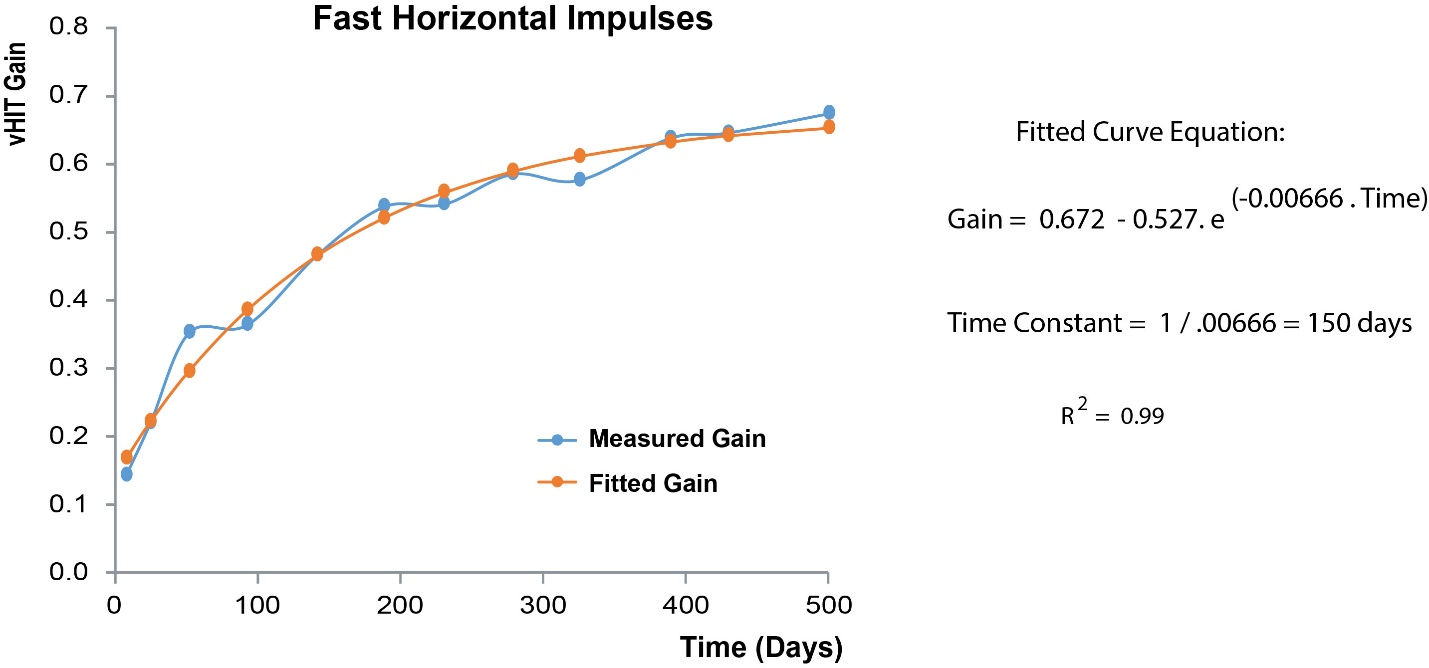 Fast Horizontal Impulses
vHIT Gain
0.8
0.7
0.6
0.5
0.4
0.3
0.2
0.1
0.0
0 100 200 300 400 500
Time (Days)
Measured Gain
Fitted Gain
Fitted Curve Equation:
Gain = 0.672 - 0.527. e (-0.00666 . Time)
Time Constant = 1 / .00666 = 150 days
R2 = 0.99